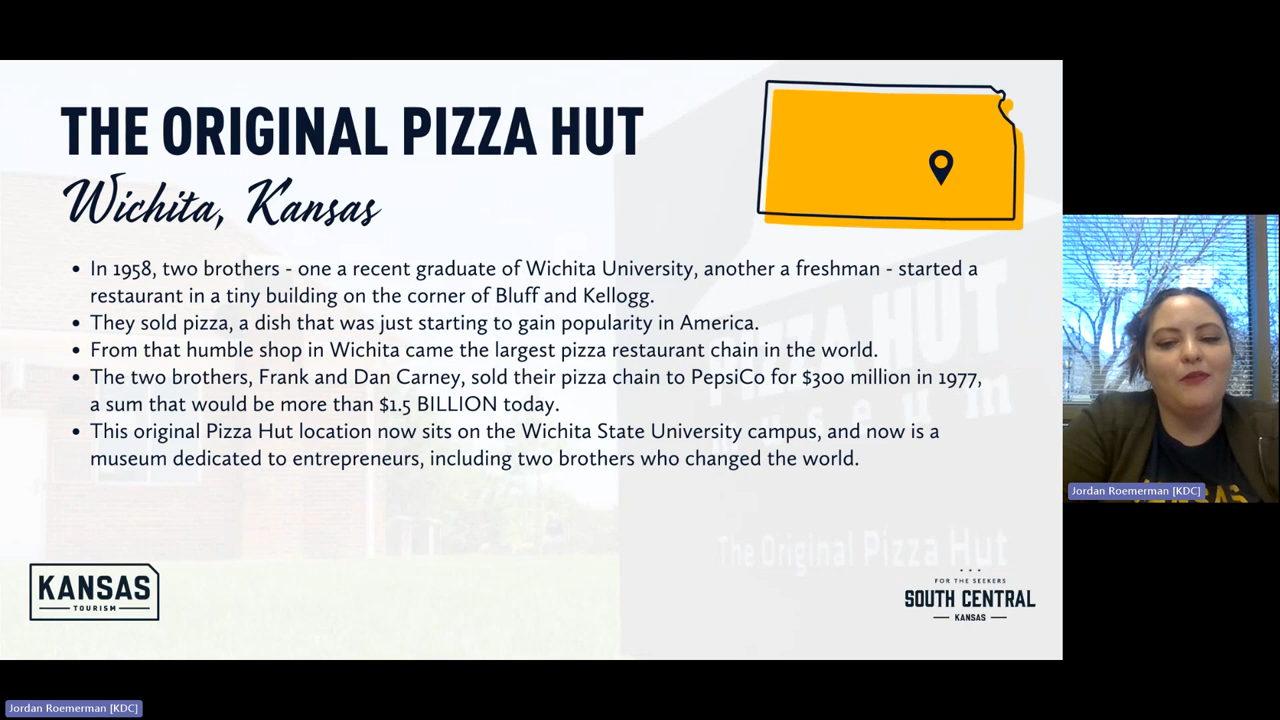 THE ORIGINAL PIZZA HUT
Wichita, Kansas
• In 1958, two brothers - one a recent graduate of Wichita University, another a freshman - started a
restaurant in a tiny building on the corner of Bluff and Kellogg.
• They sold pizza, a dish that was just starting to gain popularity in America.
• From that humble shop in Wichita came the largest pizza restaurant chain in the world.
• The two brothers, Frank and Dan Carney, sold their pizza chain to PepsiCo for $300 million in 1977,
a sum that would be more than $1.5 BILLION today.
• This original Pizza Hut location now sits on the Wichita State University campus, and now is a
museum dedicated to entrepreneurs, including two brothers who changed the world.
PIZZA HUT
museum
The Original Pizza Hut
KANSAS
TOURISM
FOR THE SEEKERS
SOUTH CENTRAL
KANSAS
Jordan Roemerman [KDC]
Jordan Roemerman [KDC]